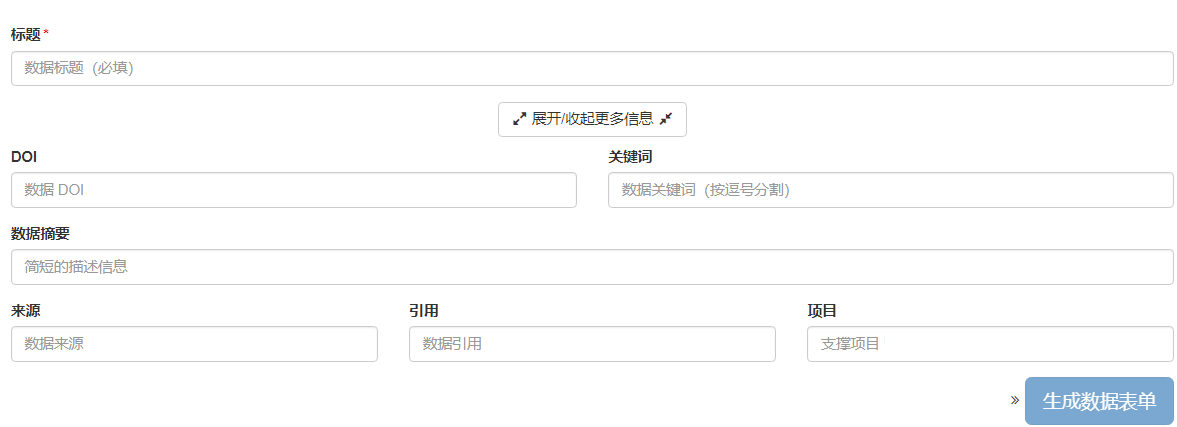 标题*
数据标题（必填）
展开/收起更多信息
DOI 关键词
数据 DOI 数据关键词（按逗号分割）
数据摘要
简短的描述信息
来源 引用 项目
数据来源 数据引用 支撑项目
» 生成数据表单